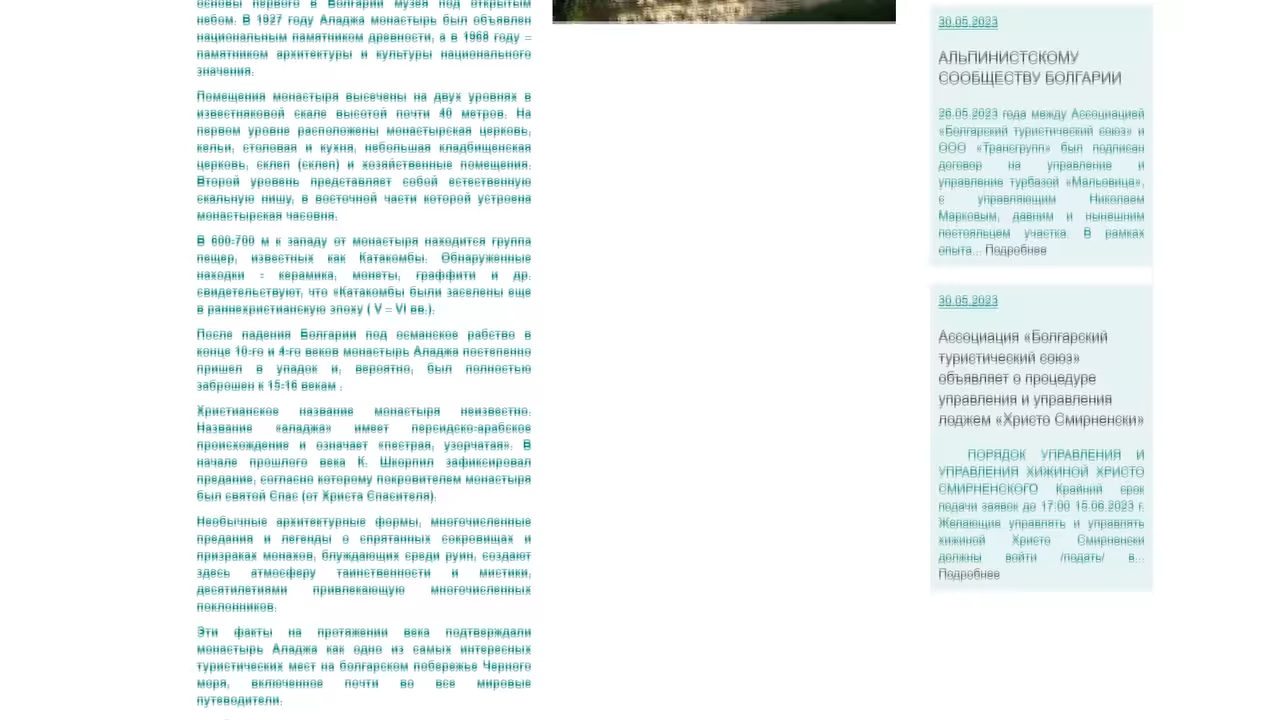 основы первого в Болгарии музея под открытым
небом. В 1927 году Аладжа монастырь был объявлен
национальным памятником древности, а в 1968 году –
памятником архитектуры и культуры национального
значения.
Помещения монастыря высечены на двух уровнях в
известняковой скале высотой почти 40 метров. На
первом уровне расположены монастырская церковь,
кельи, столовая и кухня, небольшая кладбищенская
церковь, склеп (склеп) и хозяйственные помещения.
Второй уровень представляет собой естественную
скальную нишу, в восточной части которой устроена
монастырская часовня.
В 600-700 м к западу от монастыря находится группа
пещер, известных как Катакомбы. Обнаруженные
находки - керамика, монеты, граффити и др.
свидетельствуют, что «Катакомбы были заселены еще
в раннехристианскую эпоху ( V – VI вв.).
После падения Болгарии под османское рабство в
конце 10-го и 4-го веков монастырь Аладжа постепенно
пришел в упадок и, вероятно, был полностью
заброшен к 15-16 векам .
Христианское название монастыря неизвестно.
Название «аладжа» имеет персидско-арабское
происхождение и означает «пестрая, узорчатая». В
начале прошлого века К. Шкорпил зафиксировал
предание, согласно которому покровителем монастыря
был святой Спас (от Христа Спасителя).
Необычные архитектурные формы, многочисленные
предания и легенды о спрятанных сокровищах и
призраках монахов, блуждающих среди руин, создают
здесь атмосферу таинственности и мистики,
десятилетиями привлекающую многочисленных
поклонников.
Эти факты на протяжении века подтверждали
монастырь Аладжа как одно из самых интересных
туристических мест на болгарском побережье Черного
моря, включенное почти во все мировые
путеводители.
30.05.2023
АЛЬПИНИСТСКОМУ
СООБЩЕСТВУ БОЛГАРИИ
26.05.2023 года между Ассоциацией
«Болгарский туристический союз» и
ООО «Трансгрупп» был подписан
договор на управление и
управление турбазой «Мальовица»,
с управляющим Николаем
Марковым, давним и нынешним
постояльцем участка. В рамках
опыта... Подробнее
30.05.2023
Ассоциация «Болгарский
туристический союз»
объявляет о процедуре
управления и управления
лоджем «Христо Смирненски»
ПОРЯДОК УПРАВЛЕНИЯ И
УПРАВЛЕНИЯ ХИЖИНОЙ ХРИСТО
СМИРНЕНСКОГО Крайний срок
подачи заявок до 17:00 15.06.2023 г.
Желающие управлять и управлять
хижиной Христо Смирненски
должны войти /подать/ в...
Подробнее